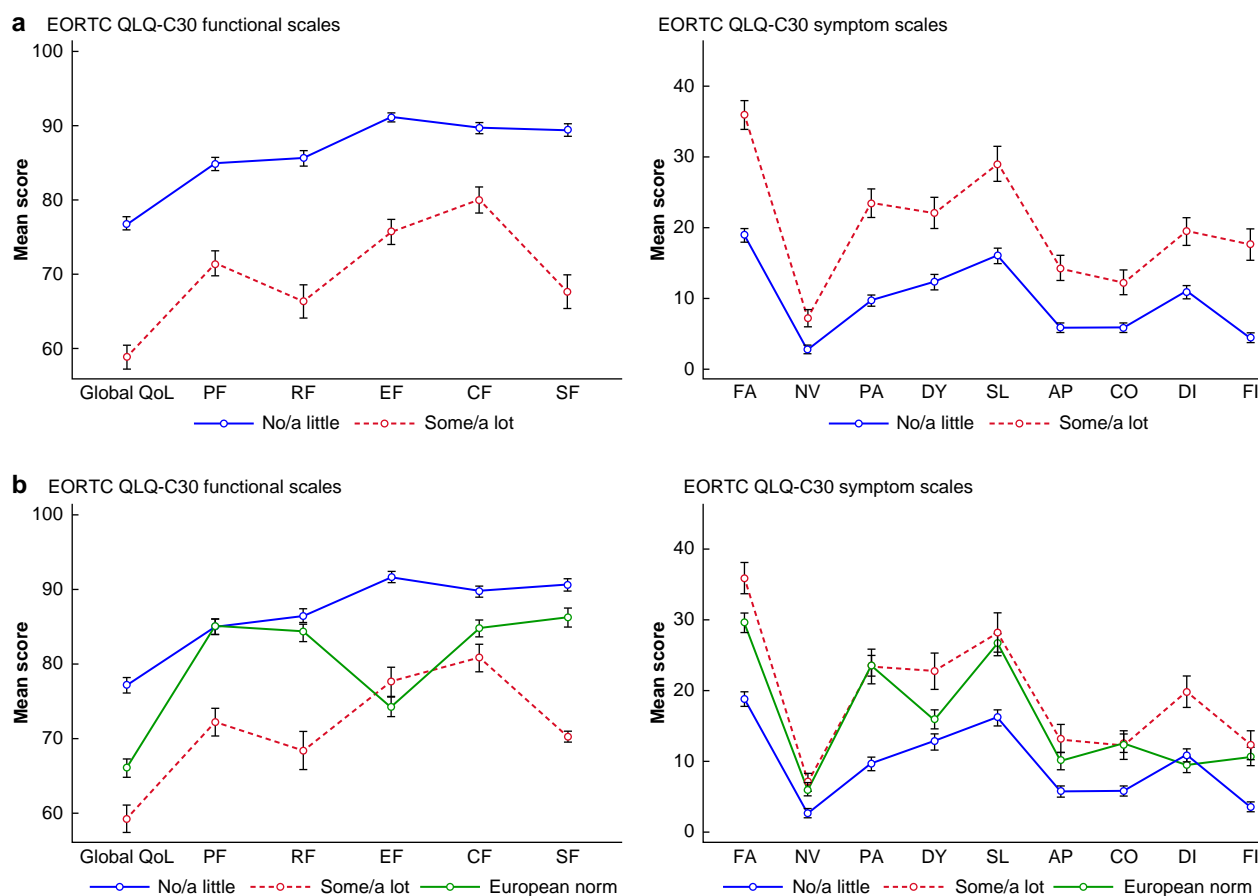 a EORTC QLQ-C30 functional scales
100
90
80
70
60
Mean score
Global QoL PF RF EF CF SF
No/a little Some/a lot
EORTC QLQ-C30 symptom scales
40
30
20
10
0
Mean score
FA NV PA DY SL AP CO DI FI
No/a little Some/a lot
b EORTC QLQ-C30 functional scales
100
90
80
70
60
Mean score
Global QoL PF RF EF CF SF
No/a little Some/a lot European norm
EORTC QLQ-C30 symptom scales
40
30
20
10
0
Mean score
FA NV PA DY SL AP CO DI FI
No/a little Some/a lot European norm